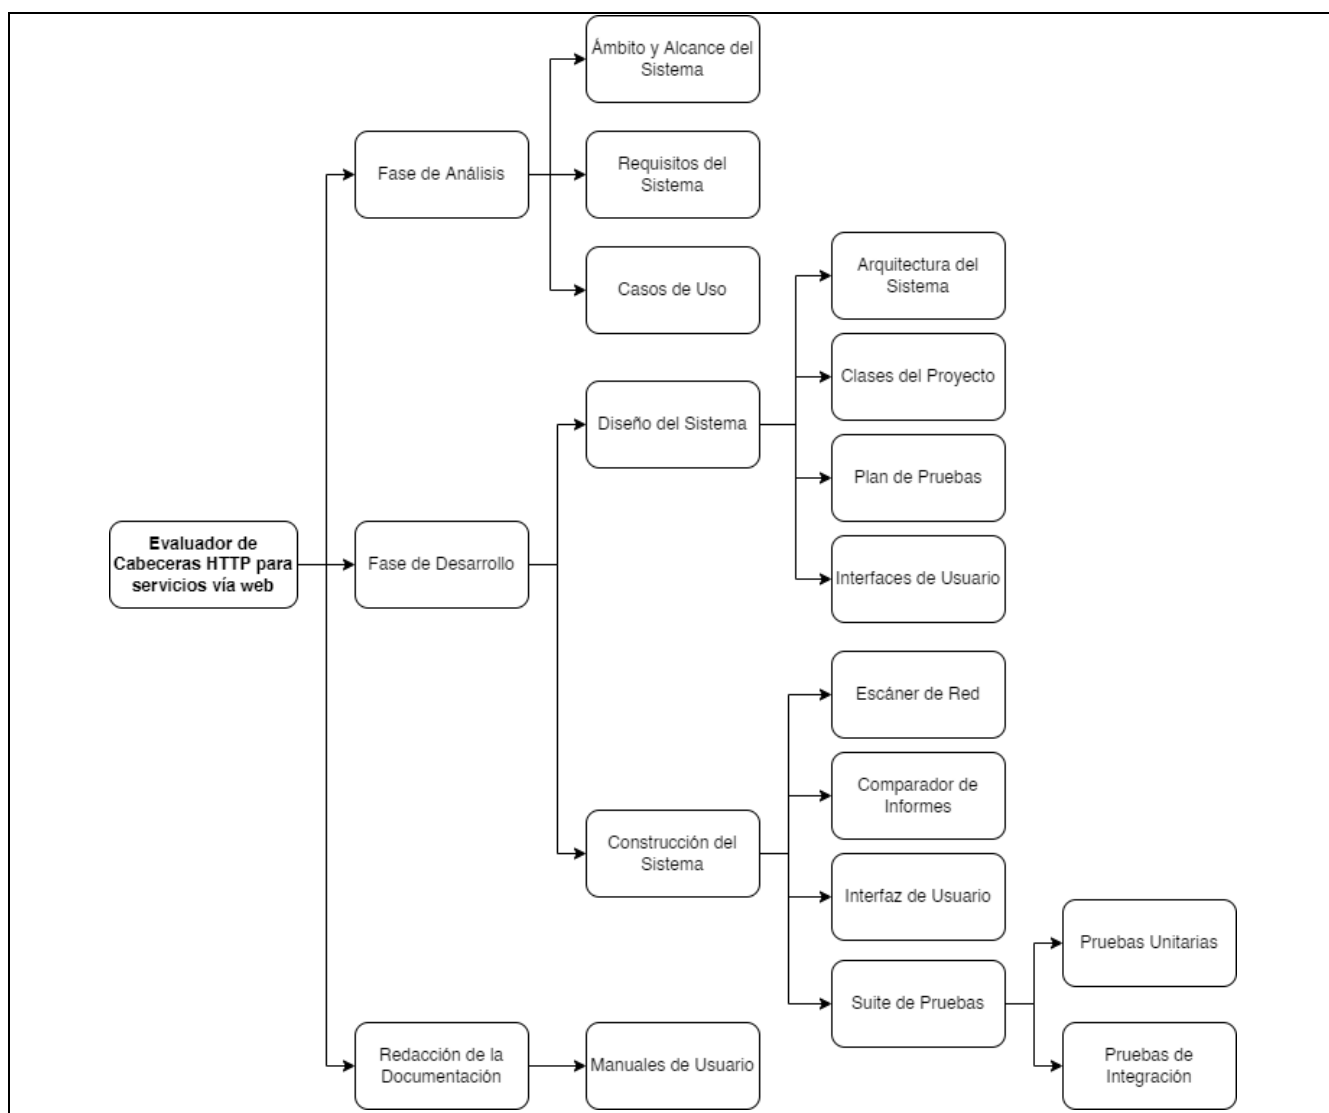 Ámbito y Alcance del
Sistema
Fase de Análisis
Requisitos del
Sistema
Casos de Uso
Arquitectura del
Sistema
Clases del Proyecto
Diseño del Sistema
Plan de Pruebas
Evaluador de
Cabeceras HTTP para
servicios vía web
Fase de Desarrollo
Interfaces de Usuario
Escáner de Red
Comparador de
Informes
Construcción del
Sistema
Interfaz de Usuario
Pruebas Unitarias
Suite de Pruebas
Redacción de la
Documentación
Manuales de Usuario
Pruebas de
Integración